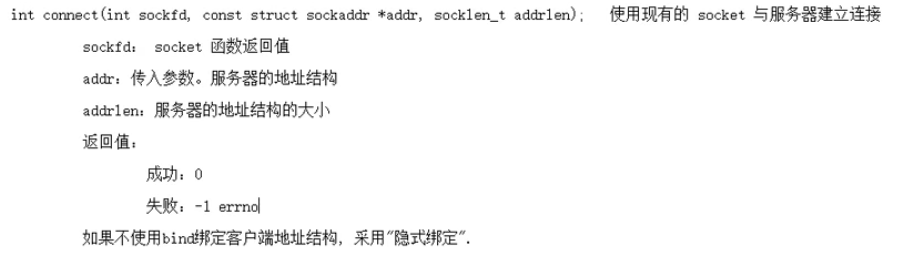 int connect(int sockfd, const struct sockaddr *addr, socklen_t addrlen);   使用现有的 socket 与服务器建立连接
sockfd： socket 函数返回值
addr：传入参数。服务器的地址结构
addrlen：服务器的地址结构的大小
返回值：
成功：0
失败：-1 errno
如果不使用bind绑定客户端地址结构, 采用"隐式绑定".